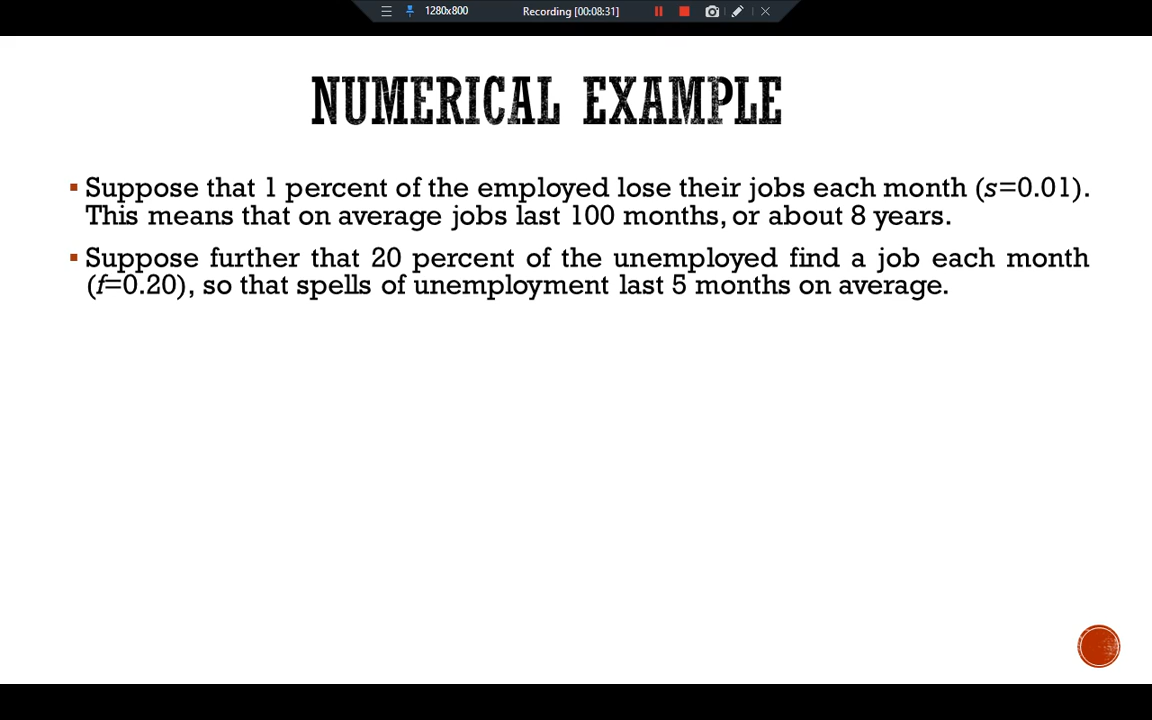 1280x800 Recording [00:08:31]
NUMERICAL EXAMPLE
Suppose that 1 percent of the employed lose their jobs each month (s=0.01).
This means that on average jobs last 100 months, or about 8 years.
Suppose further that 20 percent of the unemployed find a job each month
(f=0.20), so that spells of unemployment last 5 months on average.